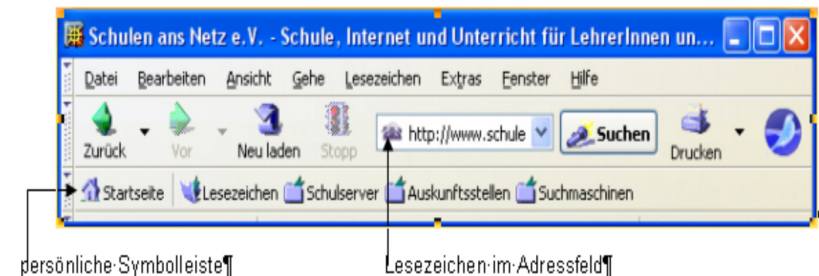 Schulen ans Netz e.V. - Schule, Internet und Unterricht für LehrerInnen un...
Datei Bearbeiten Ansicht Gehe Lesezeichen Extras Fenster Hilfe
Zurück Vor Neu laden Stopp http://www.schule Suchen Drucken
Startseite Lesezeichen Schulserver Auskunftsstellen Suchmaschinen
persönliche·Symbolleiste¶ Lesezeichen·im·Adressfeld¶